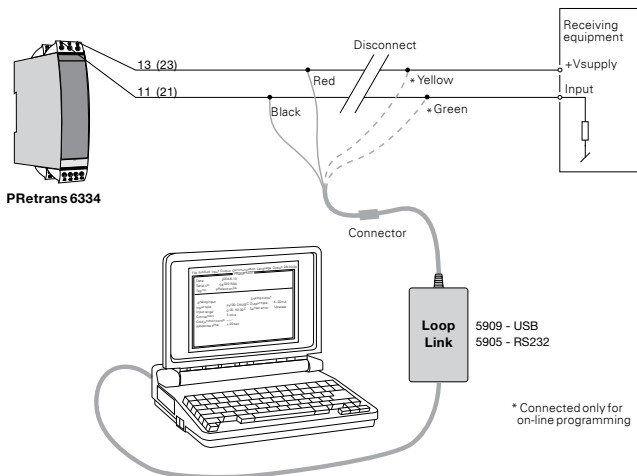 Receiving
equipment
Disconnect
13 (23)
+Vsupply
Red
* Yellow
11 (21)
Input
Black
* Green
PRetrans 6334
Connector
Loop
Link
5909 - USB
5905 - RS232
* Connected only for
on-line programming